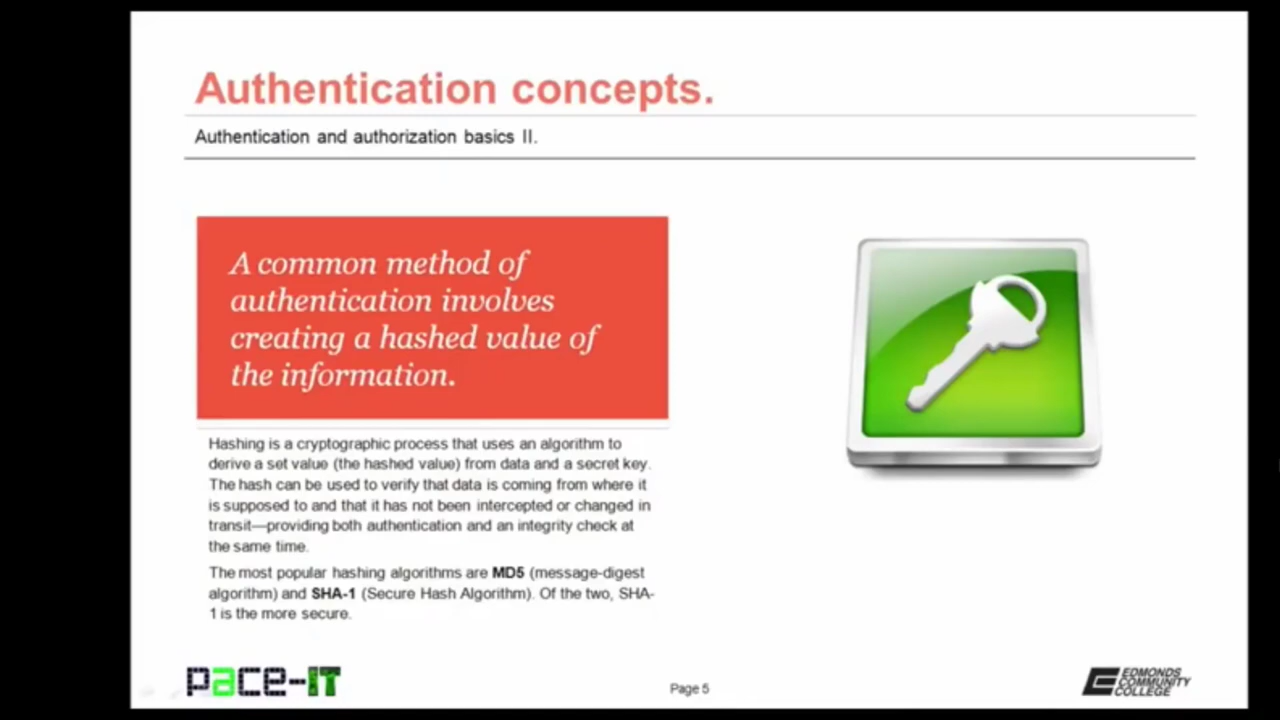 Authentication concepts.
Authentication and authorization basics II.
A common method of
authentication involves
creating a hashed value of
the information.
Hashing is a cryptographic process that uses an algorithm to
derive a set value (the hashed value) from data and a secret key.
The hash can be used to verify that data is coming from where it
is supposed to and that it has not been intercepted or changed in
transit—providing both authentication and an integrity check at
the same time.
The most popular hashing algorithms are MD5 (message-digest
algorithm) and SHA-1 (Secure Hash Algorithm). Of the two, SHA-
1 is the more secure.
pace-IT
Page 5
EDMONDS
COMMUNITY
COLLEGE